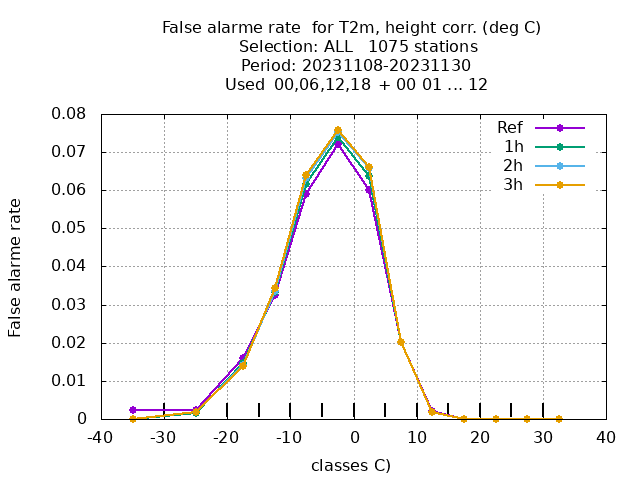 False alarme rate  for T2m, height corr. (deg C)
Selection: ALL   1075 stations
Period: 20231108-20231130
Used  00,06,12,18 + 00 01 ... 12
0.08
0.07
0.06
0.05
0.04
0.03
0.02
0.01
0
False alarme rate
Ref
1h
2h
3h
-40 -30 -20 -10 0 10 20 30 40
classes C)